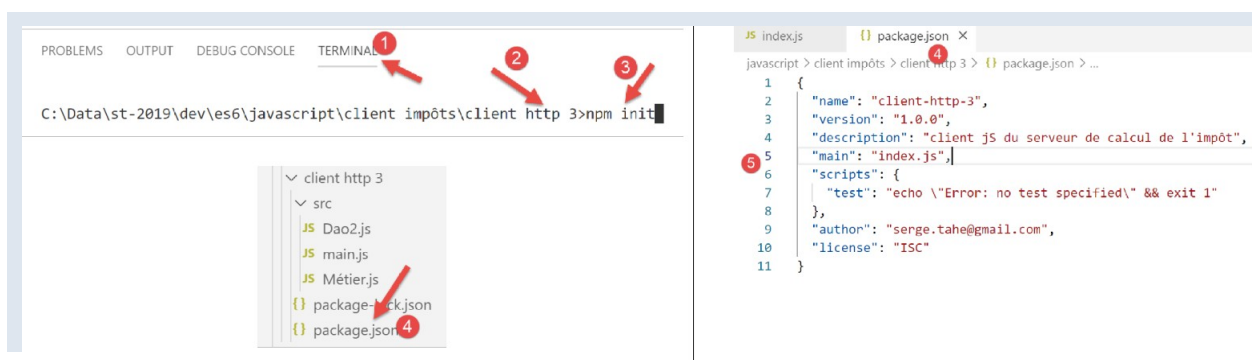 PROBLEMS OUTPUT DEBUG CONSOLE TERMINAL 1
2
3
C:\Data\st-2019\dev\es6\javascript\client impôts\client http 3>npm init
client http 3
src
JS Dao2.js
JS main.js
JS Métier.js
{} package-lock.json
{} package.json 4
JS index.js {} package.json ×
4
javascript > client impôts > client http 3 > {} package.json > ...
1 {
2 "name": "client-http-3",
3 "version": "1.0.0",
4 "description": "client jS du serveur de calcul de l'impôt",
5 5 "main": "index.js",
6 "scripts": {
7 "test": "echo \"Error: no test specified\" && exit 1"
8 },
9 "author": "serge.tahe@gmail.com",
10 "license": "ISC"
11 }